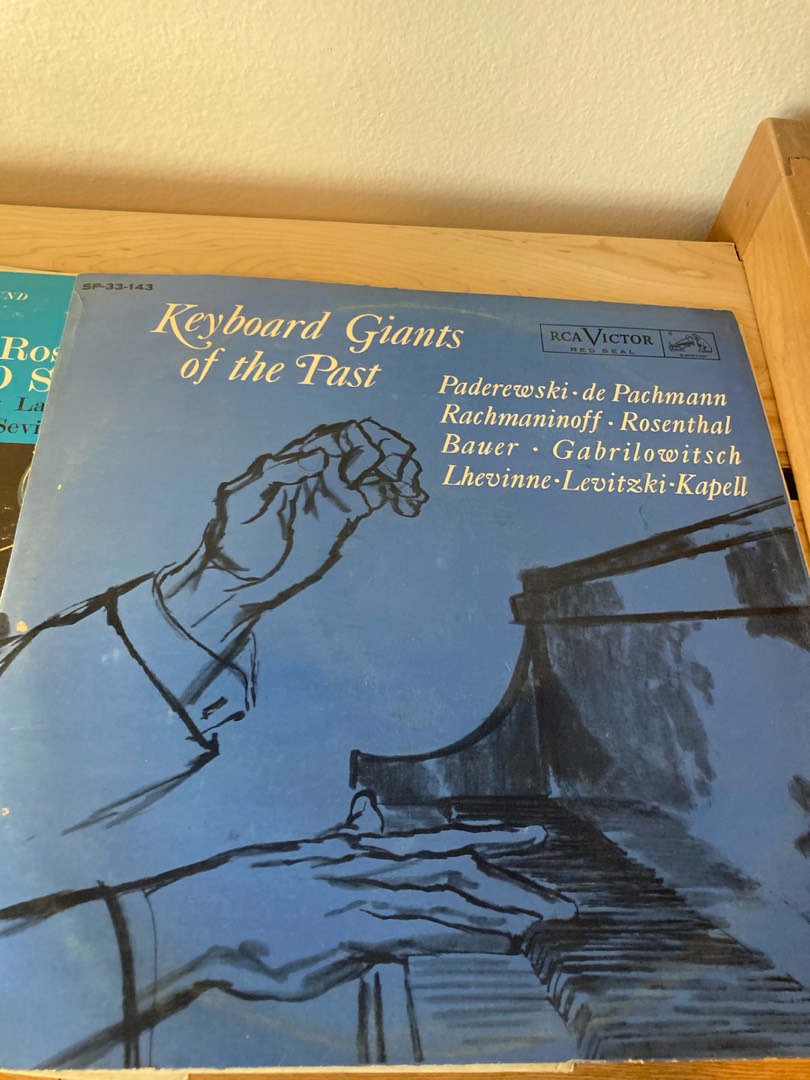 SP-33-143
Keyboard Giants
of the Past
RCA VICTOR
RED SEAL
Paderewski · de Pachmann
Rachmaninoff · Rosenthal
Bauer · Gabrilowitsch
Lhevinne · Levitzki · Kapell